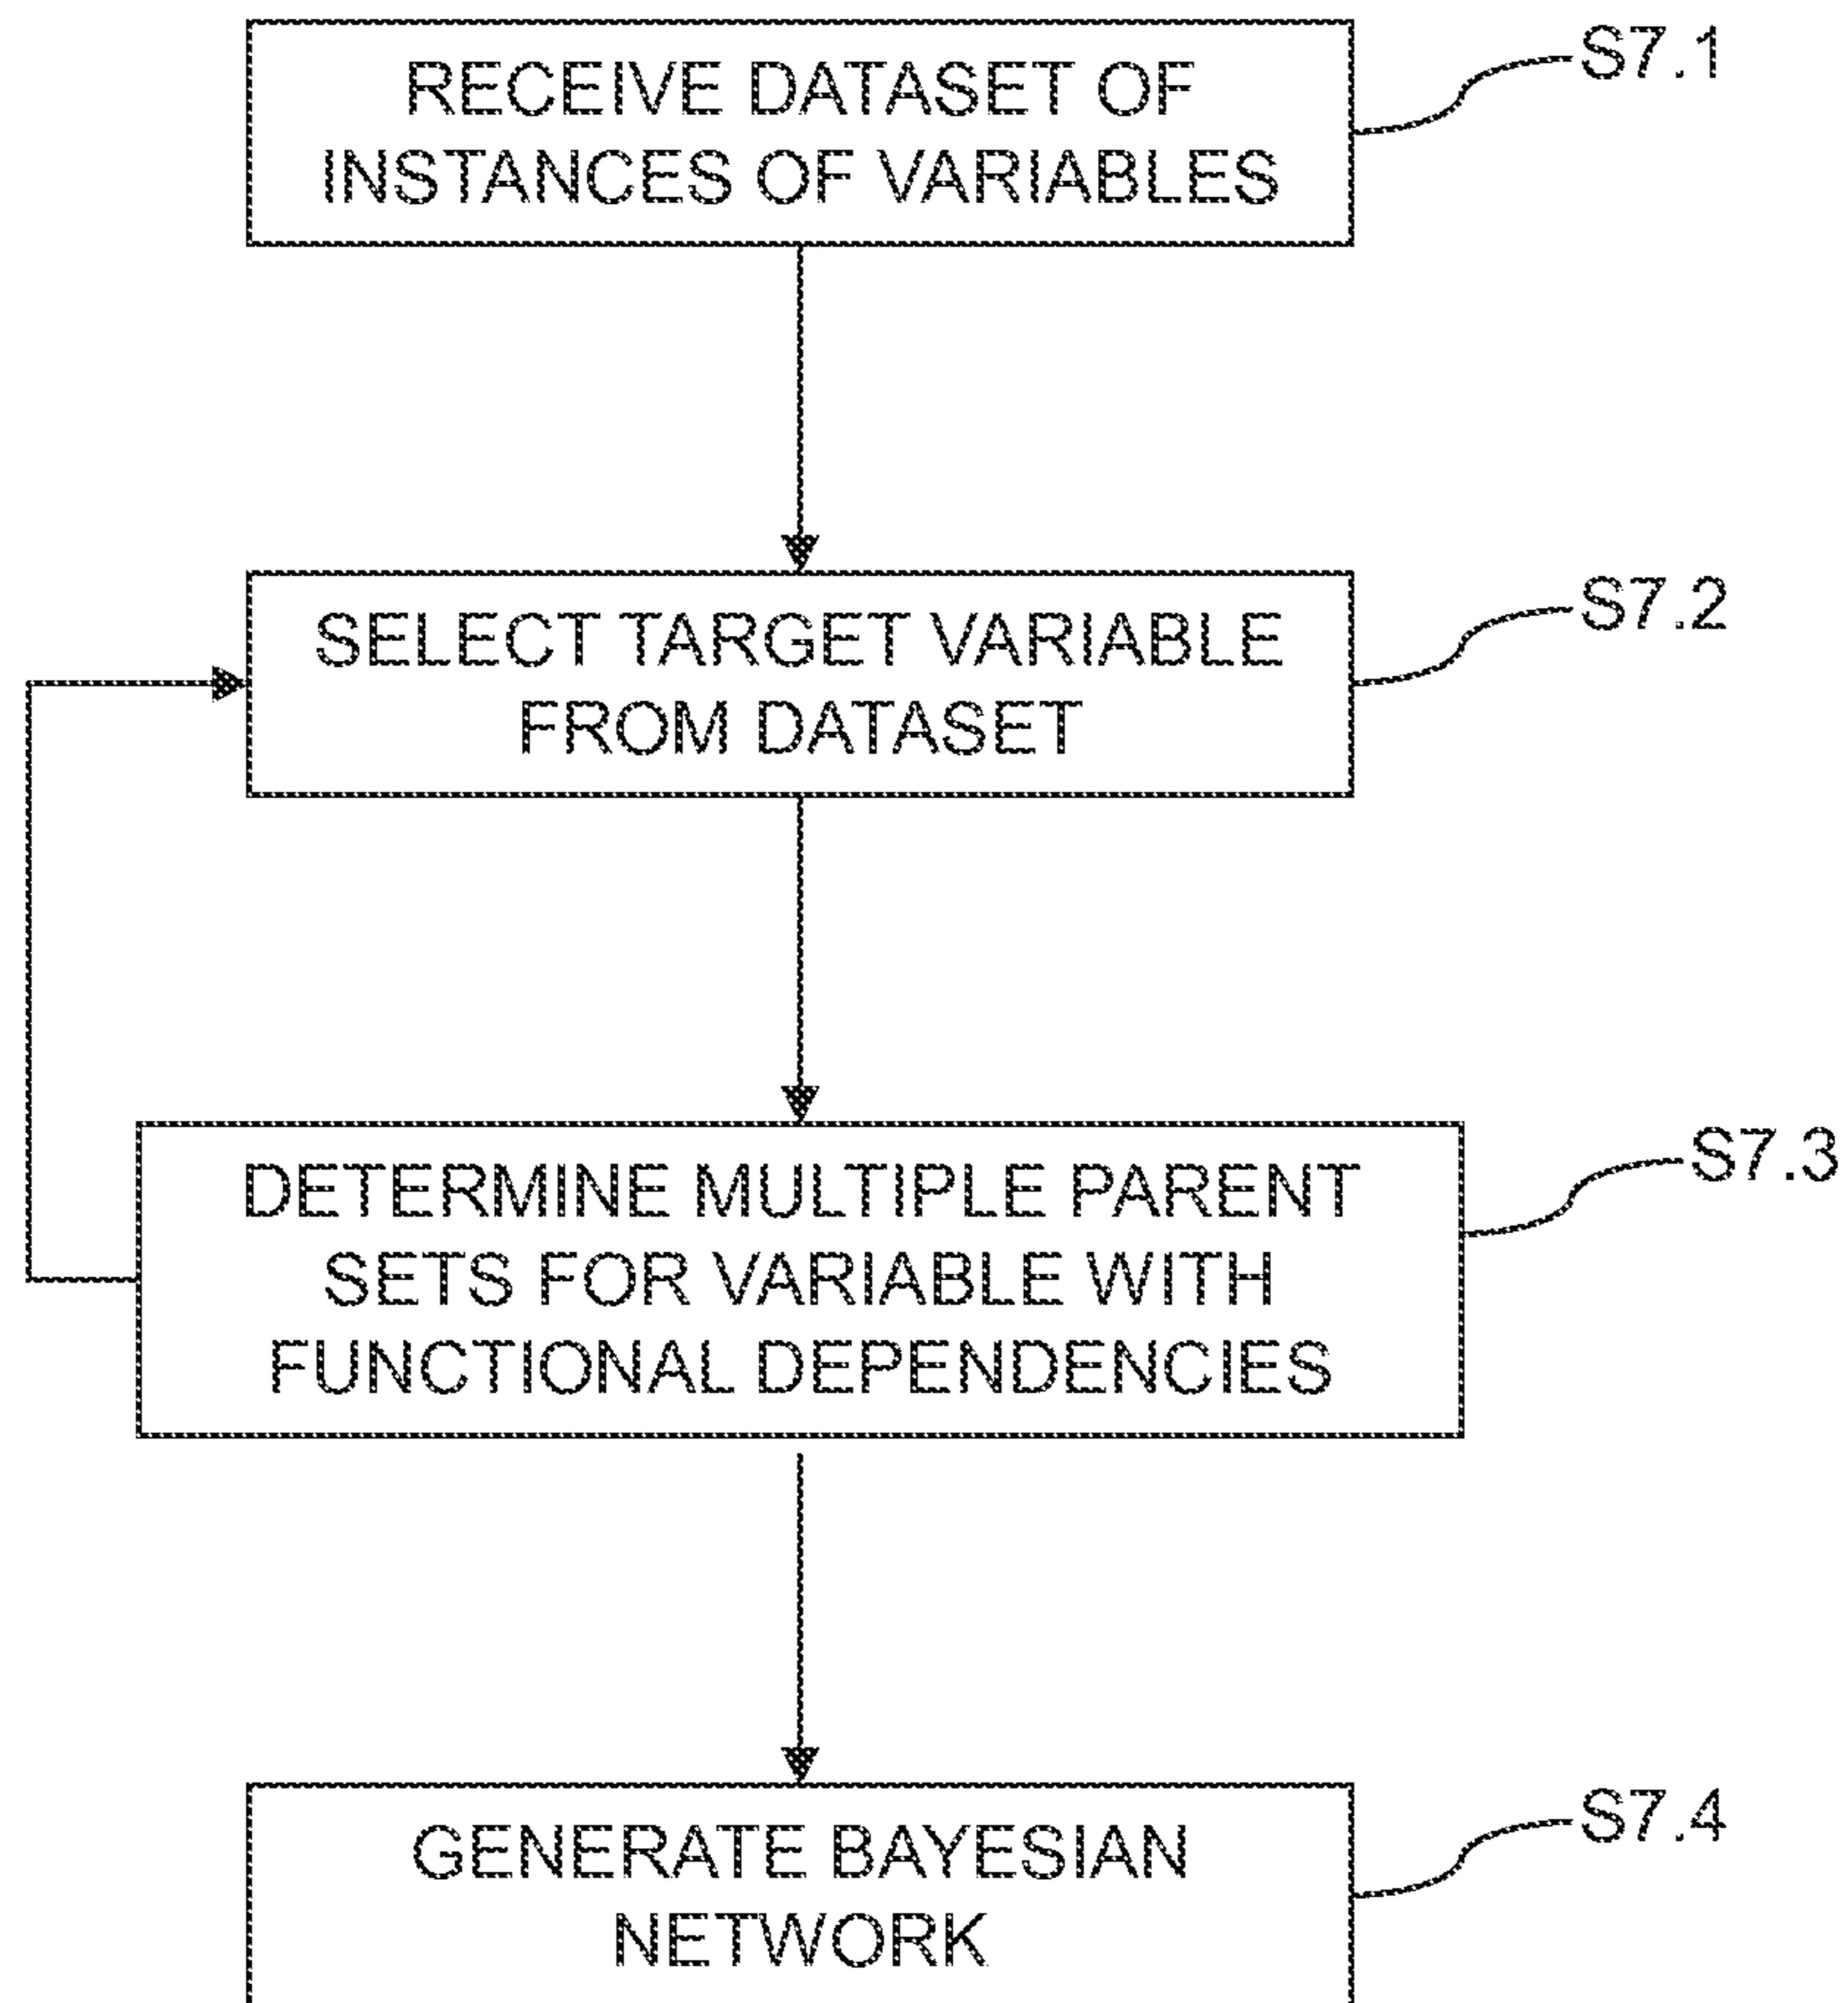 RECEIVE DATASET OF
INSTANCES OF VARIABLES
S7.1
SELECT TARGET VARIABLE
FROM DATASET
S7.2
DETERMINE MULTIPLE PARENT
SETS FOR VARIABLE WITH
FUNCTIONAL DEPENDENCIES
S7.3
GENERATE BAYESIAN
NETWORK
S7.4